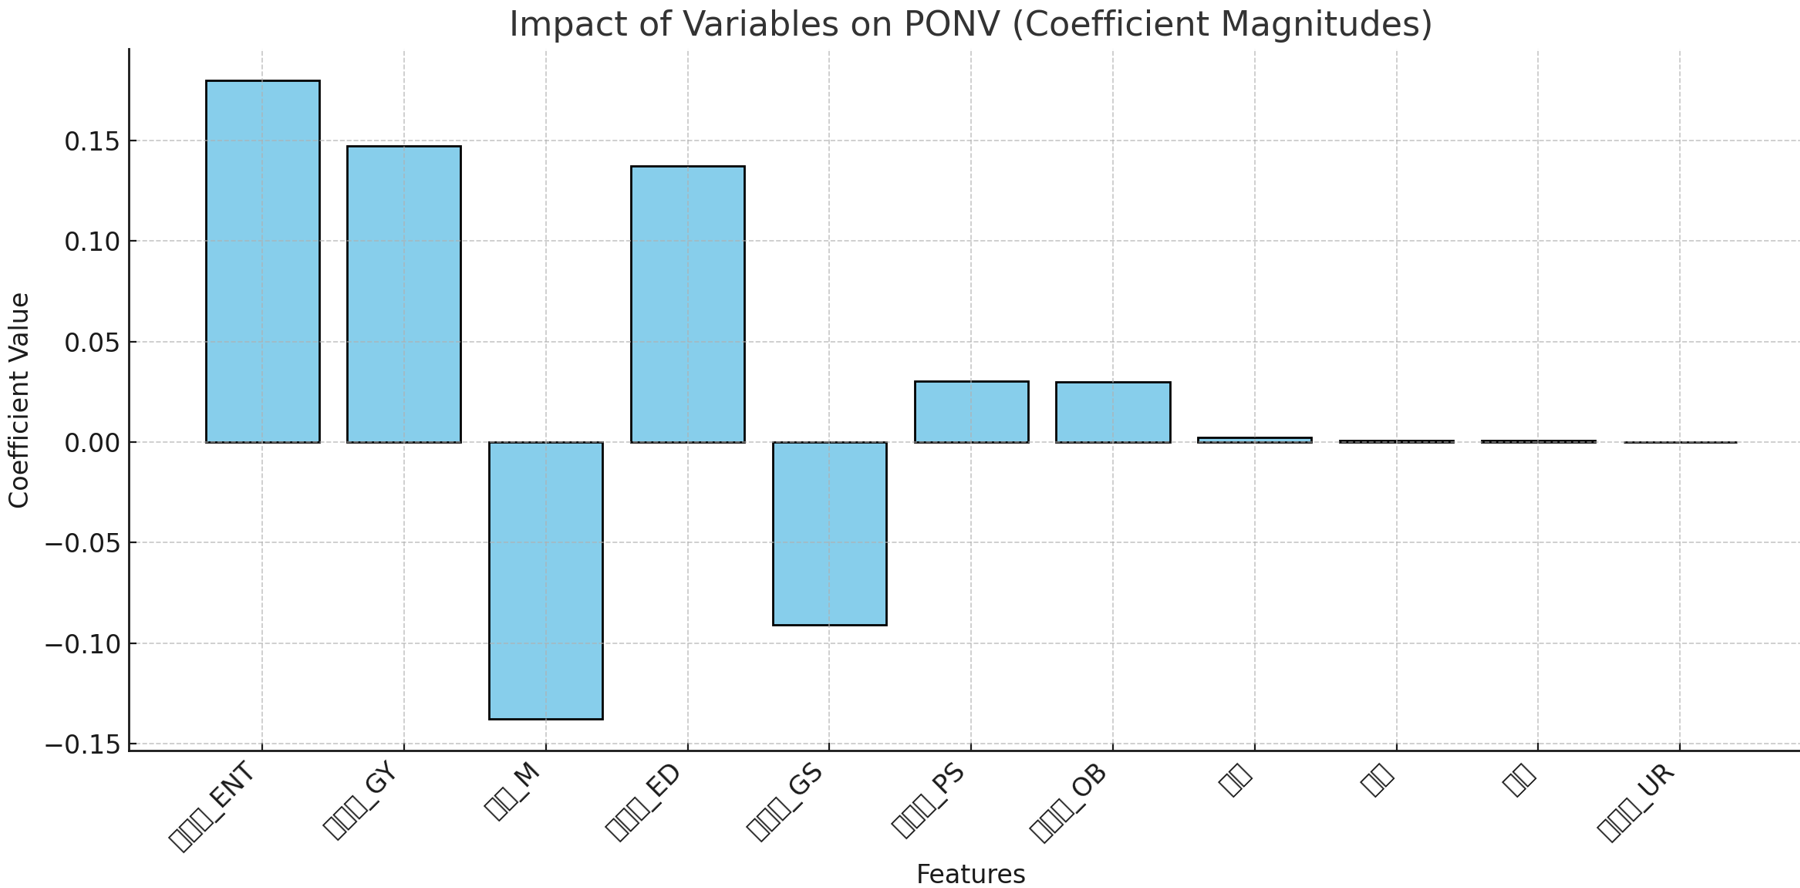 Impact of Variables on PONV (Coefficient Magnitudes)
Coefficient Value
0.15
0.10
0.05
0.00
−0.05
−0.10
−0.15
□□□_ENT
□□□_GY
□□_M
□□□_ED
□□□_GS
□□□_PS
□□□_OB
□□
□□
□□
□□□_UR
Features